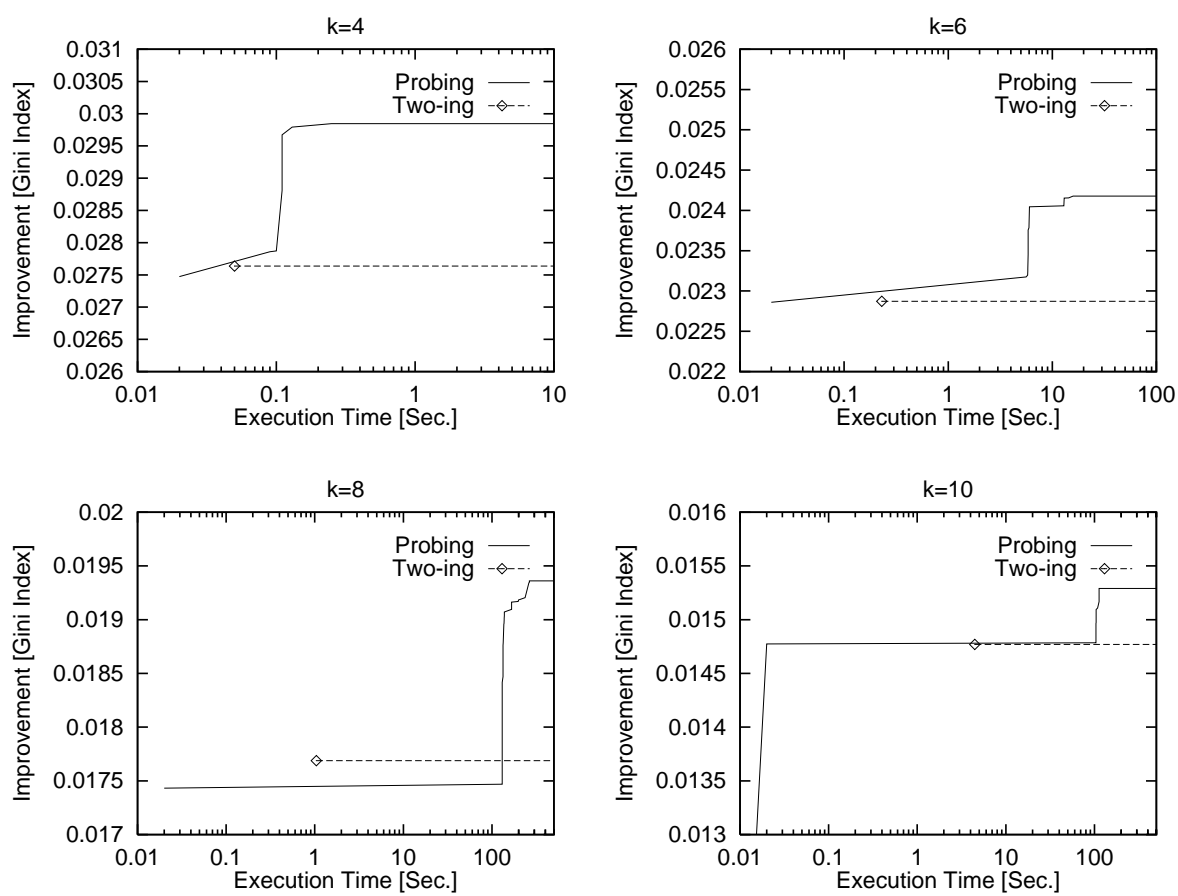 k=4
0.031
0.0305
0.03
0.0295
0.029
0.0285
0.028
0.0275
0.027
0.0265
0.026
0.01
0.1
1
10
Improvement [Gini Index]
Execution Time [Sec.]
Probing
Two-ing
k=6
0.026
0.0255
0.025
0.0245
0.024
0.0235
0.023
0.0225
0.022
0.01
0.1
1
10
100
Improvement [Gini Index]
Execution Time [Sec.]
Probing
Two-ing
k=8
0.02
0.0195
0.019
0.0185
0.018
0.0175
0.017
0.01
0.1
1
10
100
Improvement [Gini Index]
Execution Time [Sec.]
Probing
Two-ing
k=10
0.016
0.0155
0.015
0.0145
0.014
0.0135
0.013
0.01
0.1
1
10
100
Improvement [Gini Index]
Execution Time [Sec.]
Probing
Two-ing